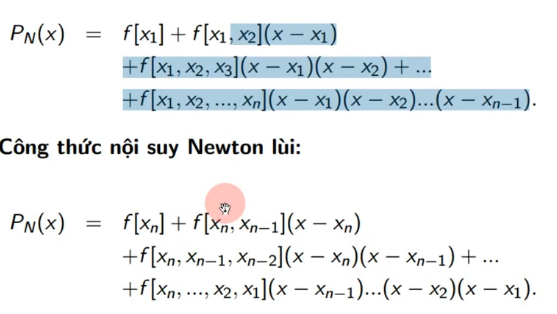 P_N(x) = f[x_1] + f[x_1, x_2](x − x_1)
+f[x_1, x_2, x_3](x − x_1)(x − x_2) + ...
+f[x_1, x_2, ..., x_n](x − x_1)(x − x_2)...(x − x_{n−1}).
Công thức nội suy Newton lùi:
P_N(x) = f[x_n] + f[x_n, x_{n−1}](x − x_n)
+f[x_n, x_{n−1}, x_{n−2}](x − x_n)(x − x_{n−1}) + ...
+f[x_n, ..., x_2, x_1](x − x_{n−1})...(x − x_2)(x − x_1).